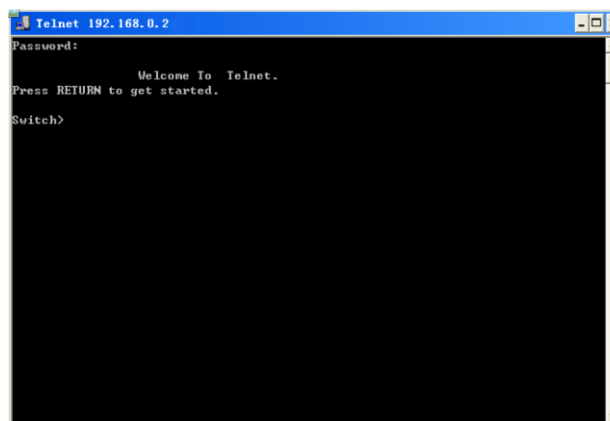 Telnet 192.168.0.2
Password:
Welcome To  Telnet.
Press RETURN to get started.
Switch>